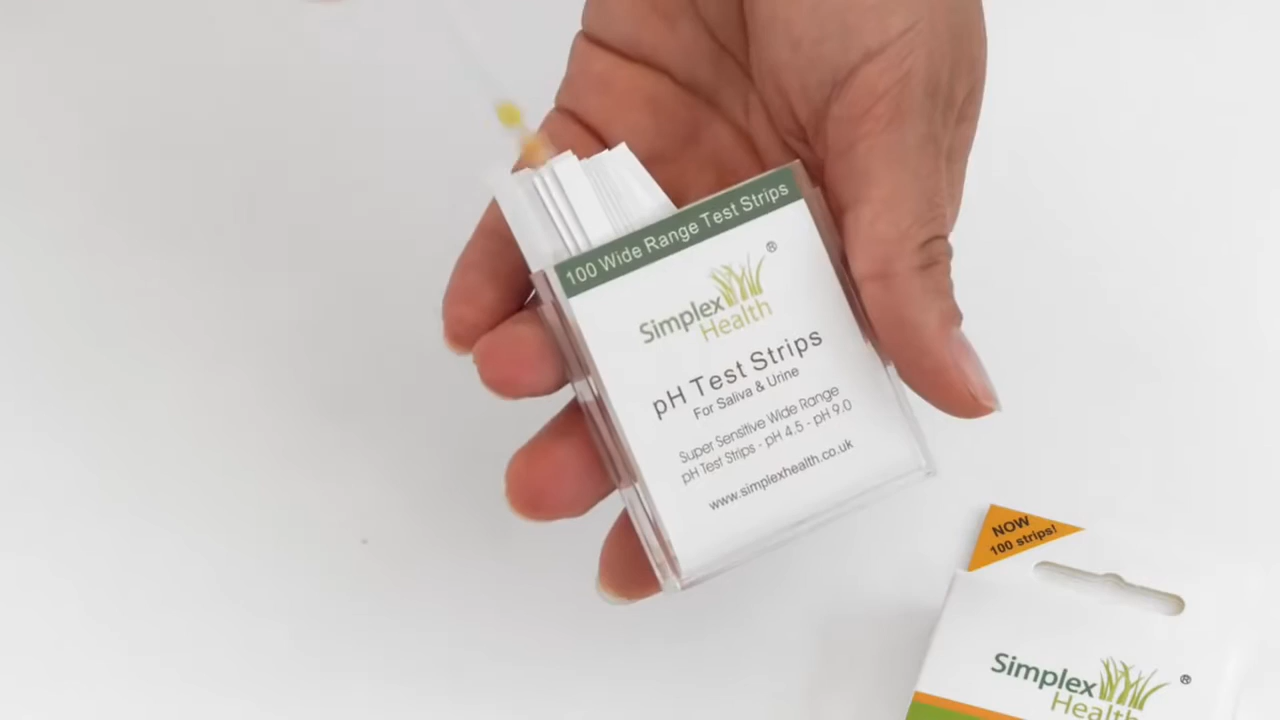 100 Wide Range Test Strips
Simplex
Health
®
pH Test Strips
For Saliva & Urine
Super Sensitive Wide Range
pH Test Strips - pH 4.5 - pH 9.0
www.simplexhealth.co.uk
NOW
100 strips!
Simplex
Health
®